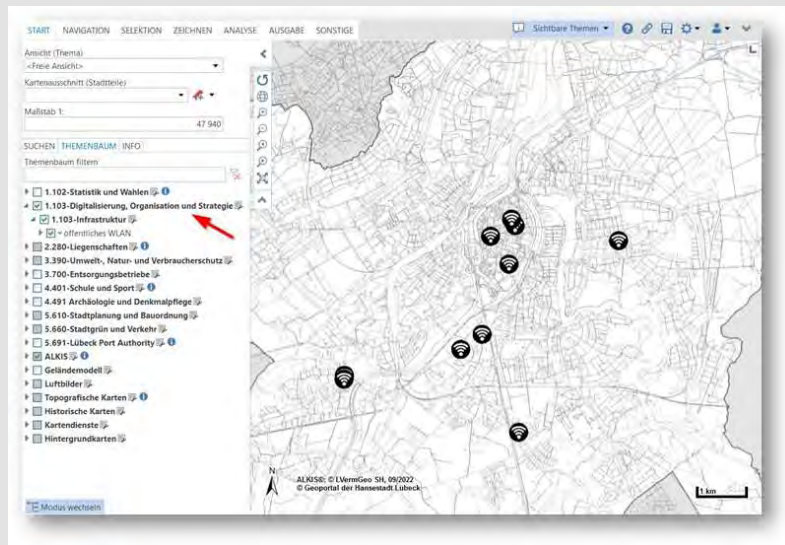 START NAVIGATION SELEKTION ZEICHNEN ANALYSE AUSGABE SONSTIGE Sichtbare Themen
Ansicht (Thema)
<Freie Ansicht>
Kartenausschnitt (Stadtteile)
Maßstab 1:
47 940
SUCHEN THEMENBAUM INFO
Themenbaum filtern
1.102-Statistik und Wahlen
1.103-Digitalisierung, Organisation und Strategie
1.103-Infrastruktur
öffentliches WLAN
2.280-Liegenschaften
3.390-Umwelt-, Natur- und Verbraucherschutz
3.700-Entsorgungsbetriebe
4.401-Schule und Sport
4.491 Archäologie und Denkmalpflege
5.610-Stadtplanung und Bauordnung
5.660-Stadtgrün und Verkehr
5.691-Lübeck Port Authority
ALKIS
Geländemodell
Luftbilder
Topografische Karten
Historische Karten
Kartendienste
Hintergrundkarten
N
ALKIS©; © LVermGeo SH, 09/2022
© Geoportal der Hansestadt Lübeck
1 km
Modus wechseln